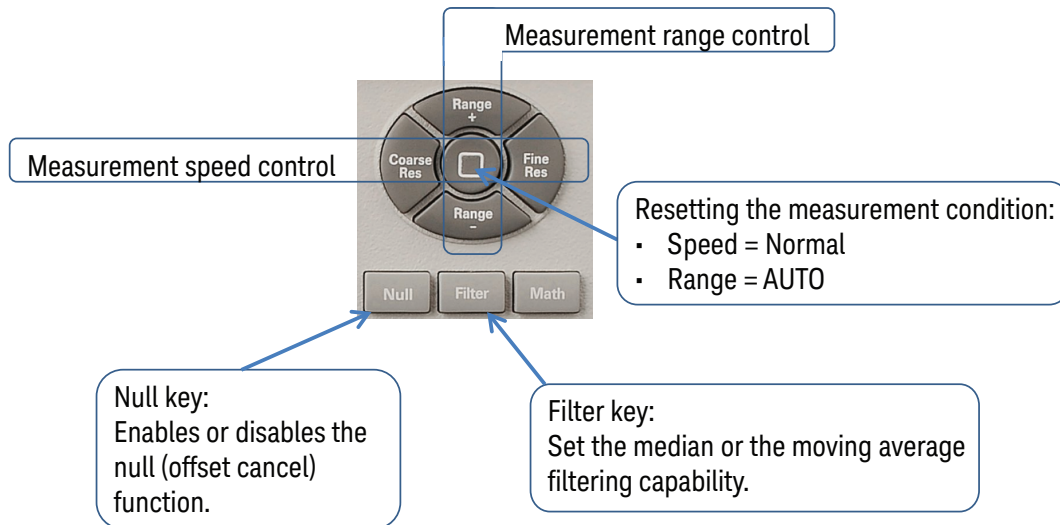 Measurement range control
Range
+
Measurement speed control
Coarse
Res
Fine
Res
Range
-
Resetting the measurement condition:
▪ Speed = Normal
▪ Range = AUTO
Null
Filter
Math
Null key:
Enables or disables the
null (offset cancel)
function.
Filter key:
Set the median or the moving average
filtering capability.